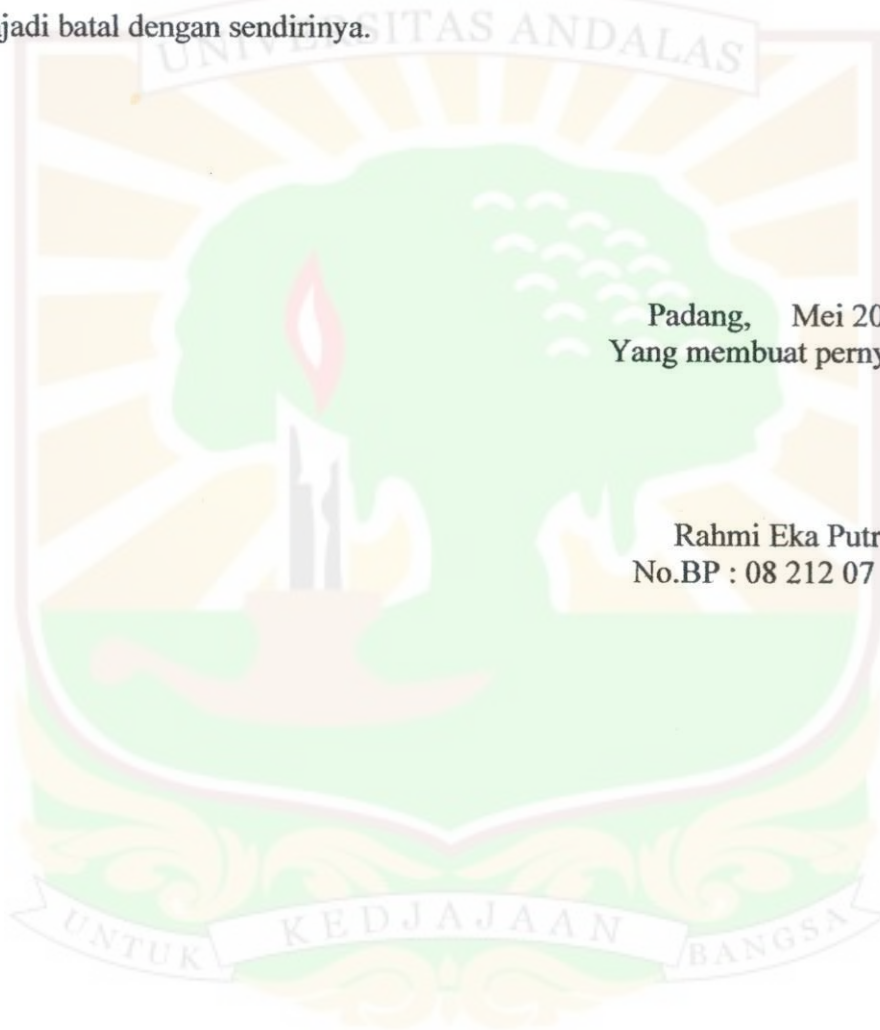 jadi batal dengan sendirinya.
UNIVERSITAS ANDALAS
Padang, Mei 20
Yang membuat perny
Rahmi Eka Putr
No.BP : 08 212 07
UNTUK KEDJAJAAN BANGSA